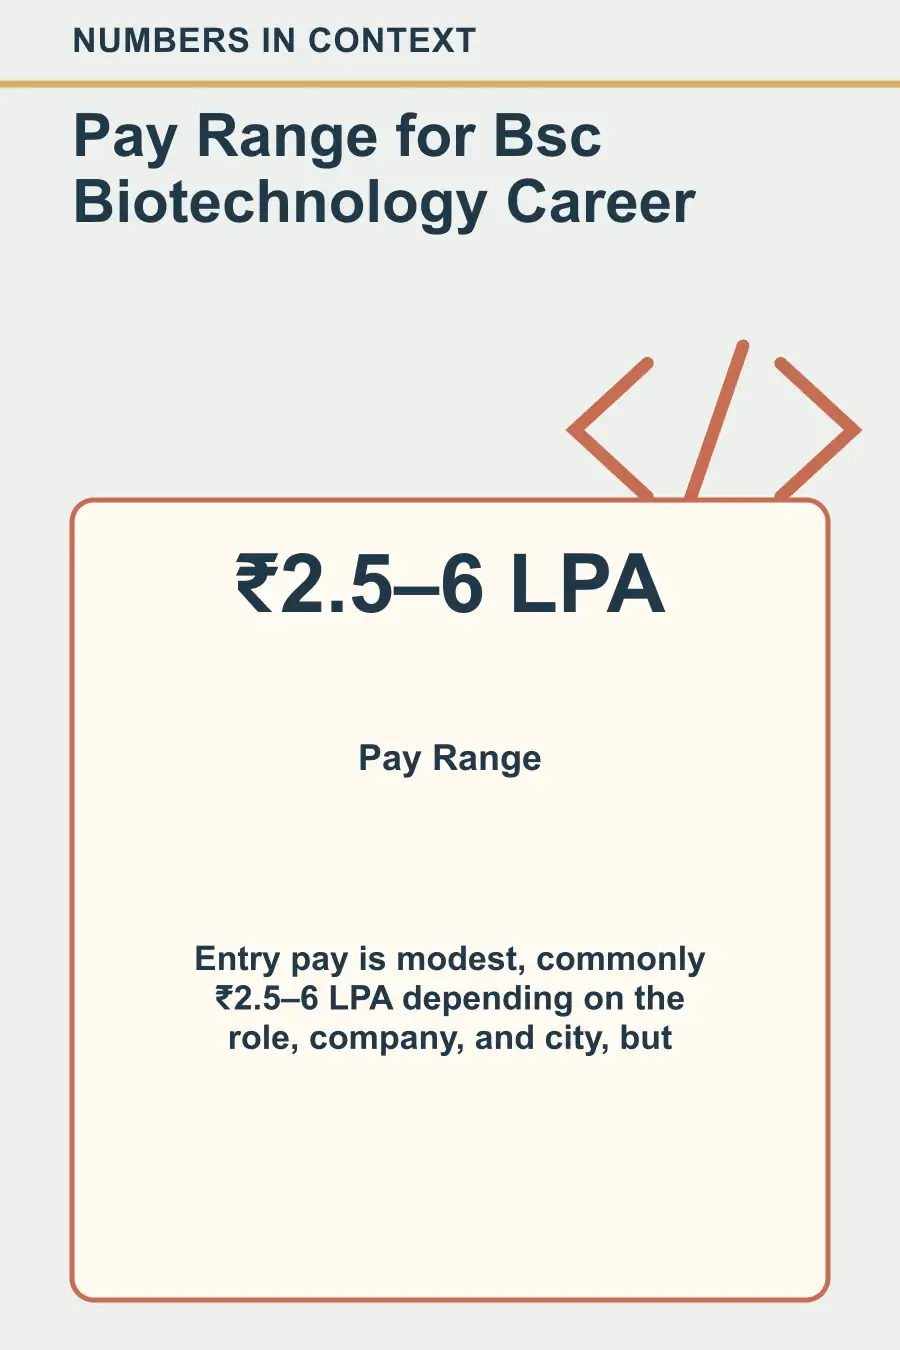 NUMBERS IN CONTEXT
Pay Range for Bsc
Biotechnology Career
₹2.5–6 LPA
Pay Range
Entry pay is modest, commonly
₹2.5–6 LPA depending on the
role, company, and city, but